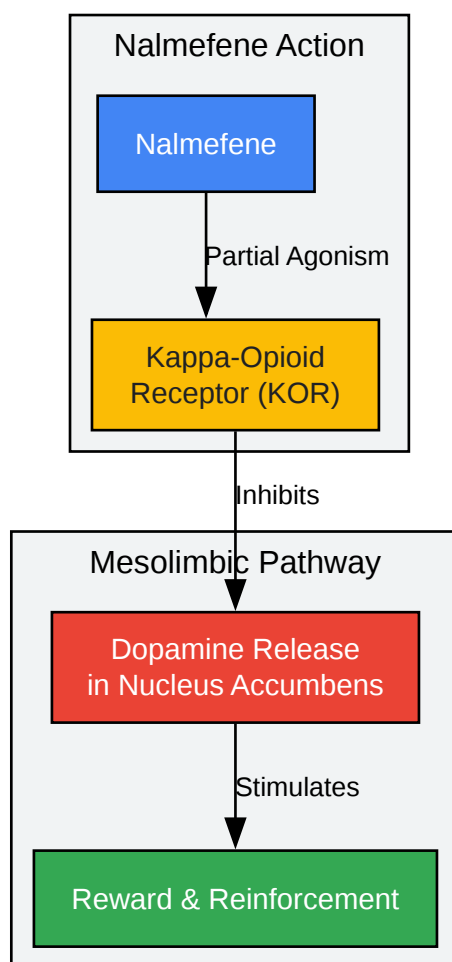 Nalmefene Action
Nalmefene
Partial Agonism
Kappa-Opioid
Receptor (KOR)
Inhibits
Mesolimbic Pathway
Dopamine Release
in Nucleus Accumbens
Stimulates
Reward & Reinforcement